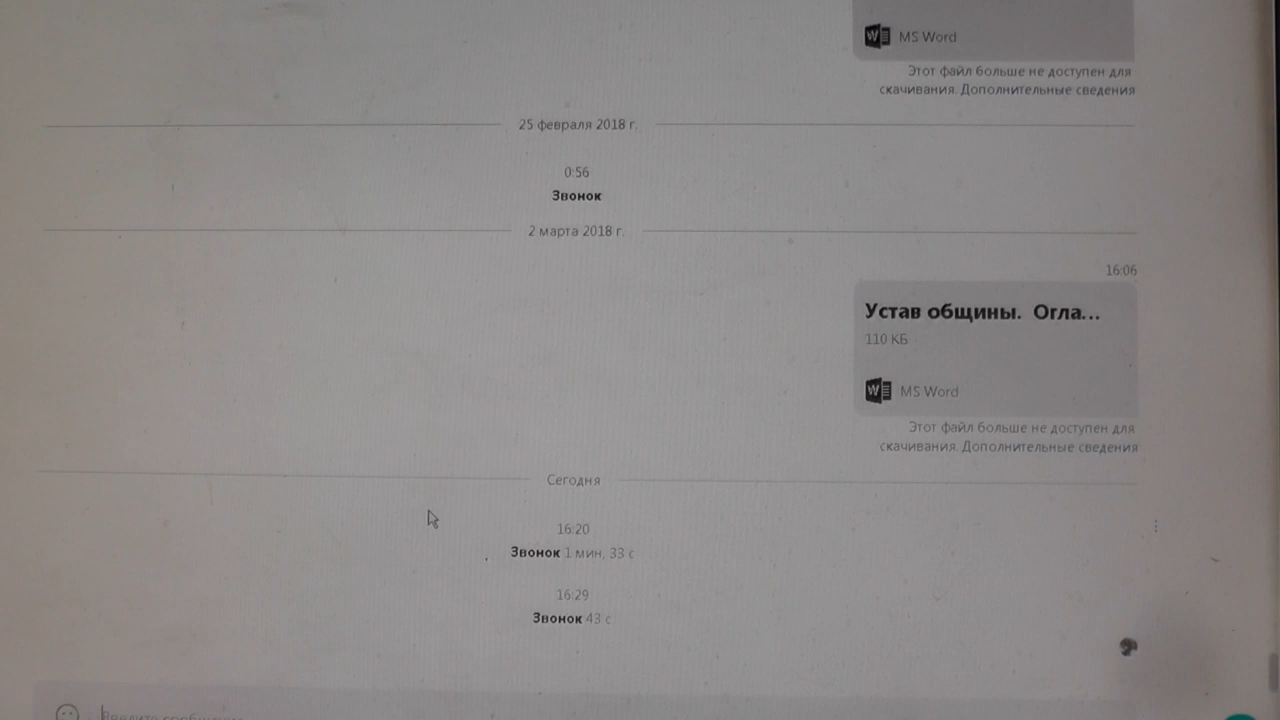 MS Word
Этот файл больше не доступен для
скачивания. Дополнительные сведения
25 февраля 2018 г.
0:56
Звонок
2 марта 2018 г.
16:06
Устав общины. Огла...
110 КБ
MS Word
Этот файл больше не доступен для
скачивания. Дополнительные сведения
Сегодня
16:20
Звонок 1 мин, 33 с
16:29
Звонок 43 с